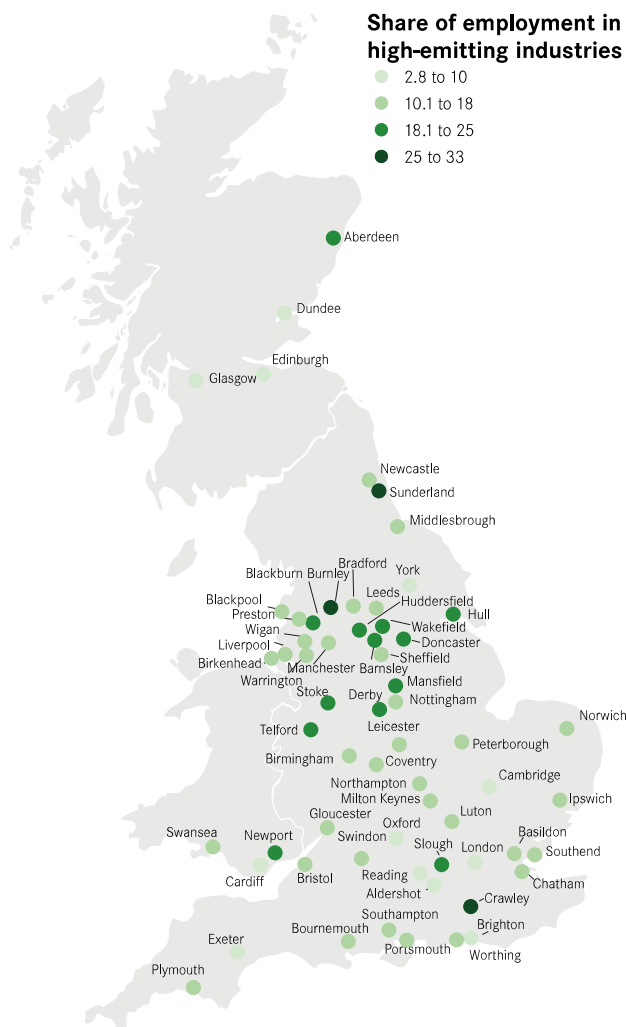 Share of employment in
high-emitting industries
2.8 to 10
10.1 to 18
18.1 to 25
25 to 33
Aberdeen
Dundee
Edinburgh
Glasgow
Newcastle
Sunderland
Middlesbrough
Bradford
York
Blackburn
Burnley
Leeds
Huddersfield
Blackpool
Preston
Hull
Wigan
Wakefield
Liverpool
Doncaster
Birkenhead
Sheffield
Manchester
Barnsley
Warrington
Mansfield
Stoke
Derby
Nottingham
Norwich
Telford
Leicester
Peterborough
Birmingham
Coventry
Cambridge
Northampton
Milton Keynes
Ipswich
Gloucester
Luton
Oxford
Swansea
Newport
Swindon
Slough
London
Basildon
Southend
Cardiff
Bristol
Reading
Aldershot
Chatham
Crawley
Southampton
Bournemouth
Brighton
Exeter
Portsmouth
Worthing
Plymouth